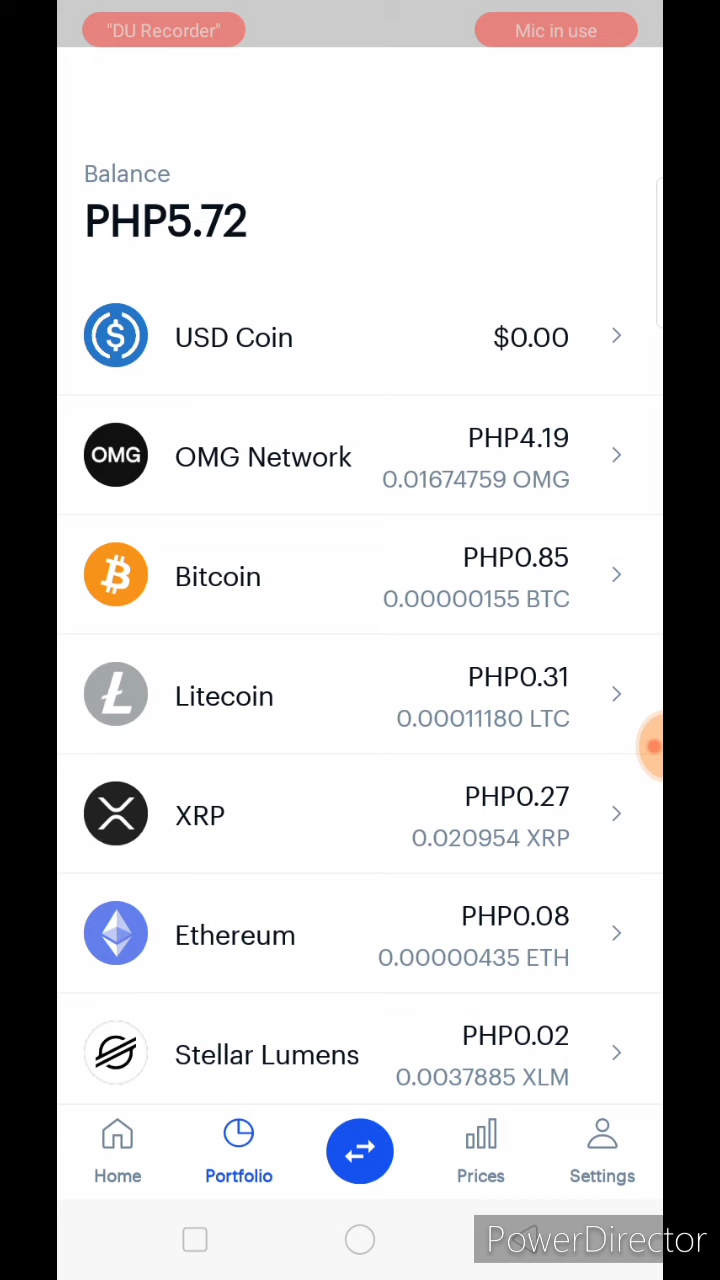 "DU Recorder" Mic in use
Balance
PHP5.72
USD Coin $0.00
OMG
OMG Network
PHP4.19
0.01674759 OMG
Bitcoin
PHP0.85
0.00000155 BTC
Litecoin
PHP0.31
0.00011180 LTC
XRP
PHP0.27
0.020954 XRP
Ethereum
PHP0.08
0.00000435 ETH
Stellar Lumens
PHP0.02
0.0037885 XLM
Home Portfolio Prices Settings
PowerDirector